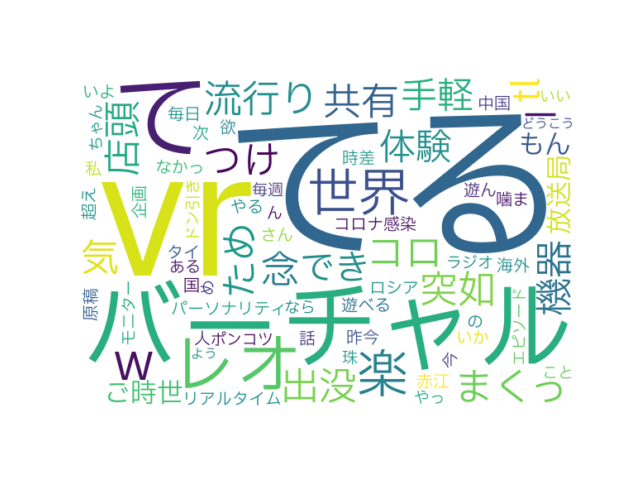 いよ
ちゃん
私
毎日
次
欲
て
流行り
共有
手軽
中国
tl
いい
どうこう
店頭
なかっ
つけ
時差
体験
もん
てる
vr
超え
企画
ドン引き
やる
毎週
ん
世界
遊ん
噛ま
放送局
気
タイ
ある
国
め
ため
さん
念
でき
コロナ感染
コロ
ラジオ
海外
機器
原稿
モニター
パーソナリティ
なら
遊べる
ロシア
突如
の
エピソード
バーチャル
w
人ポンコツ
よう
レオ
話
珠
昨今
楽
今
いか
赤江
やっ
まくう
こと
ご時世
リアルタイム
出没